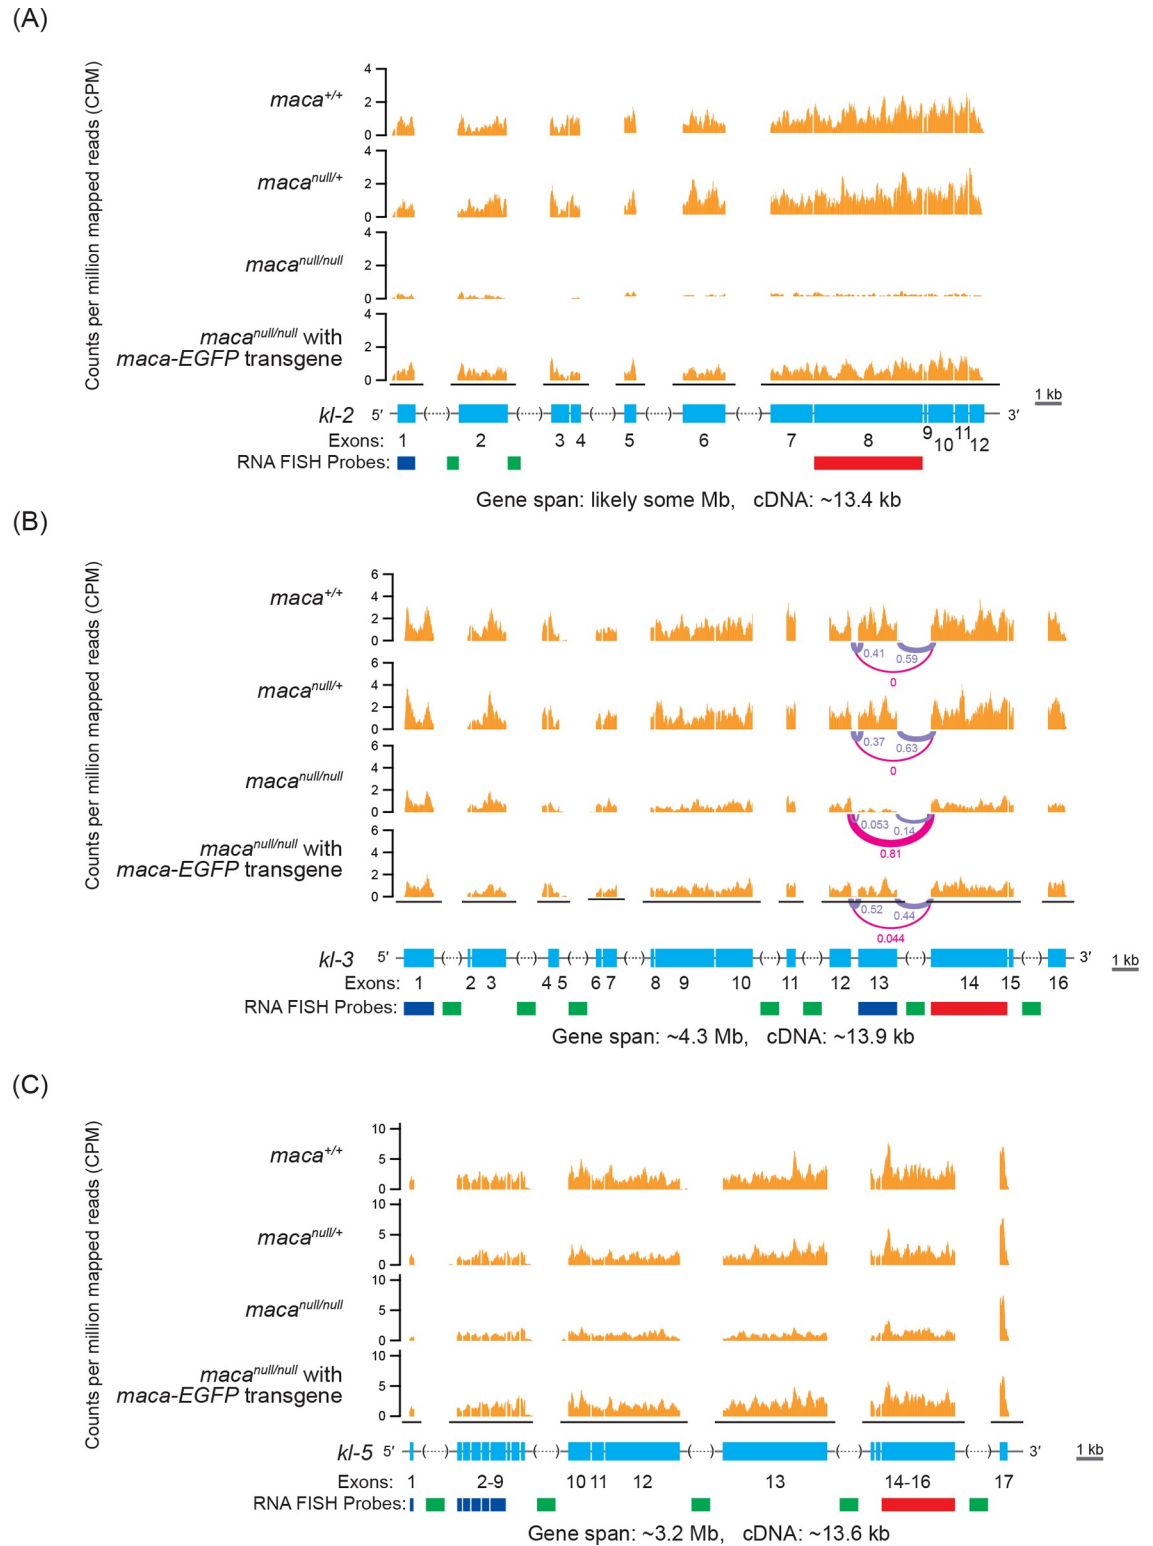 (A)
Counts per million mapped reads (CPM)
maca+/+
4
2
0
macanull/+
4
2
0
macanull/null
4
2
0
macanull/null with
maca-EGFP transgene
4
2
0
1 kb
kl-2 5′ (····) (····) (····) (····) (····) 3′
Exons: 1 2 3 4 5 6 7 8 9 10 11 12
RNA FISH Probes:
Gene span: likely some Mb, cDNA: ~13.4 kb
(B)
Counts per million mapped reads (CPM)
maca+/+
6
4
2
0
0.41 0.59
0
macanull/+
6
4
2
0
0.37 0.63
0
macanull/null
6
4
2
0
0.053 0.14
0.81
macanull/null with
maca-EGFP transgene
6
4
2
0
0.52 0.44
0.044
kl-3 5′ (····) (····) (····) (····) (····) (····) (····) (····) 3′
1 kb
Exons: 1 2 3 4 5 6 7 8 9 10 11 12 13 14 15 16
RNA FISH Probes:
Gene span: ~4.3 Mb, cDNA: ~13.9 kb
(C)
Counts per million mapped reads (CPM)
maca+/+
10
5
0
macanull/+
10
5
0
macanull/null
10
5
0
macanull/null with
maca-EGFP transgene
10
5
0
kl-5 5′ (····) (····) (····) (····) (····) 3′
1 kb
Exons: 1 2-9 10 11 12 13 14-16 17
RNA FISH Probes:
Gene span: ~3.2 Mb, cDNA: ~13.6 kb